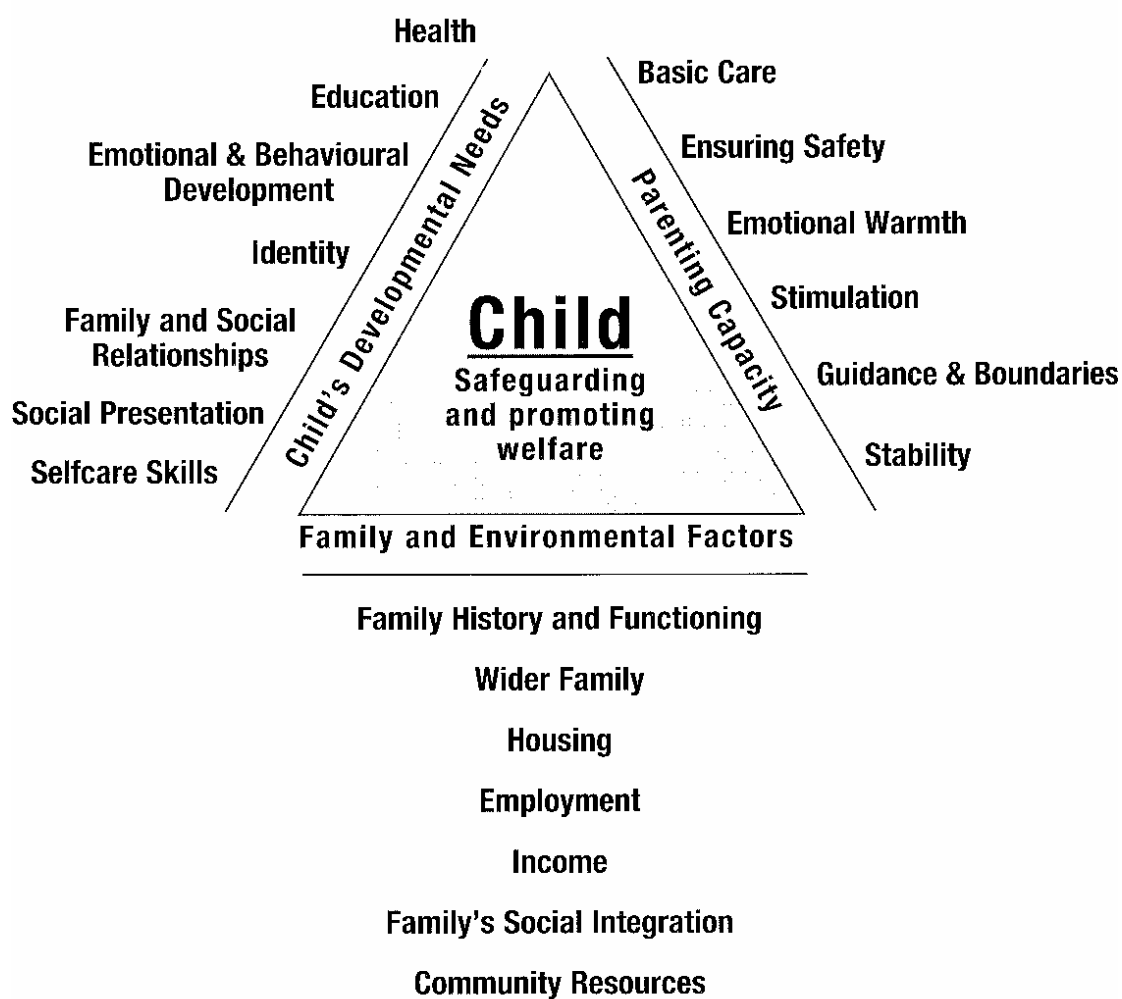 Health
Education
Emotional & Behavioural
Development
Identity
Family and Social
Relationships
Social Presentation
Selfcare Skills
Child's Developmental Needs
Basic Care
Ensuring Safety
Emotional Warmth
Stimulation
Guidance & Boundaries
Stability
Parenting Capacity
Child
Safeguarding
and promoting
welfare
Family and Environmental Factors
Family History and Functioning
Wider Family
Housing
Employment
Income
Family's Social Integration
Community Resources